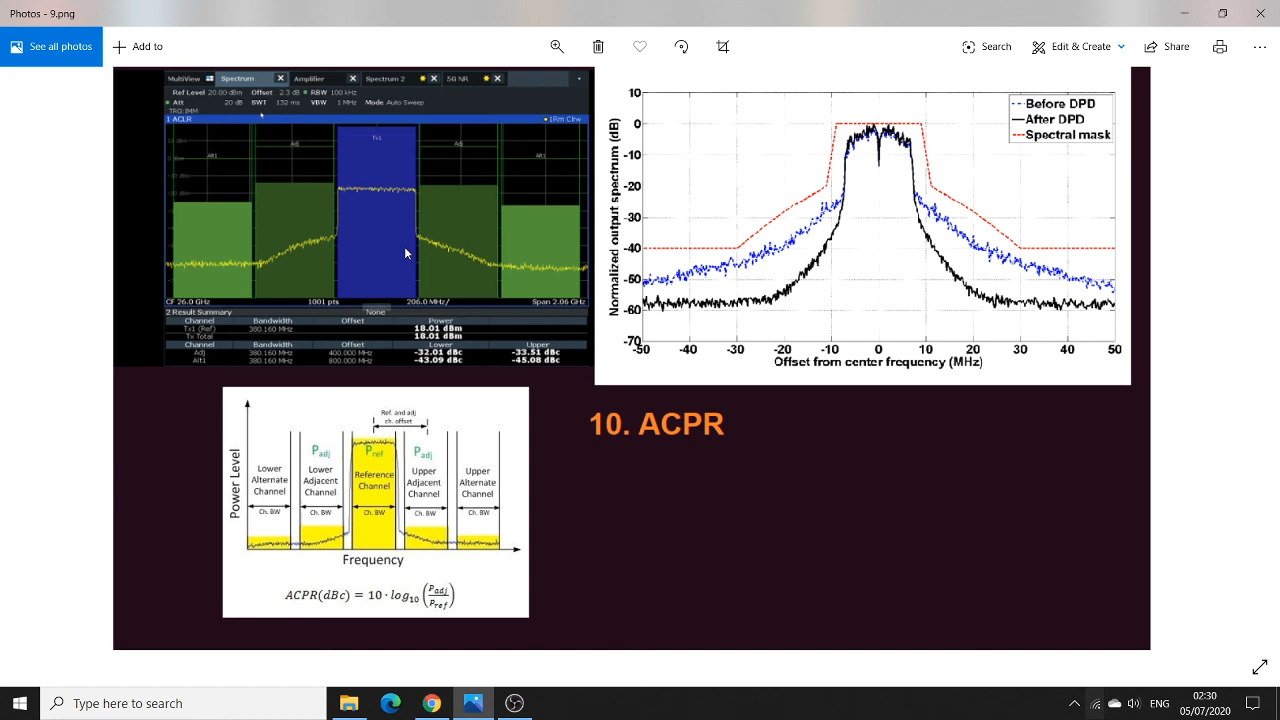 Photos - 9.png
See all photos
Add to
Search
Edit & Create
Share
MultiView
Spectrum
Amplifier
Spectrum 2
5G NR
Ref Level 20.00 dBm Offset 2.3 dB RBW 100 kHz
Att 20 dB SWT 132 ms VBW 1 MHz Mode Auto Sweep
TRG:IMM
1 ACLR
1Rm Clrw
Tx1
Adj
Adj
Alt1
Alt1
CF 26.0 GHz 1001 pts 206.0 MHz/ Span 2.06 GHz
2 Result Summary None
Channel Bandwidth Offset Power
Tx1 (Ref) 380.160 MHz 18.01 dBm
Tx Total 18.01 dBm
Channel Bandwidth Offset Lower Upper
Adj 380.160 MHz 400.000 MHz -32.01 dBc -33.51 dBc
Alt1 380.160 MHz 800.000 MHz -43.09 dBc -45.08 dBc
Normalized output spectrum (dB)
10
0
-10
-20
-30
-40
-50
-60
-70
Before DPD
After DPD
Spectral mask
-50 -40 -30 -20 -10 0 10 20 30 40 50
Offset from center frequency (MHz)
10. ACPR
Ref. and adj
ch. offset
Power Level
Padj Pref Padj
Lower Alternate Channel
Lower Adjacent Channel
Reference Channel
Upper Adjacent Channel
Upper Alternate Channel
Ch. BW Ch. BW Ch. BW Ch. BW Ch. BW
Frequency
ACPR(dBc) = 10 · log10 (Padj/Pref)
Type here to search
ENG
02:30
05/07/2020